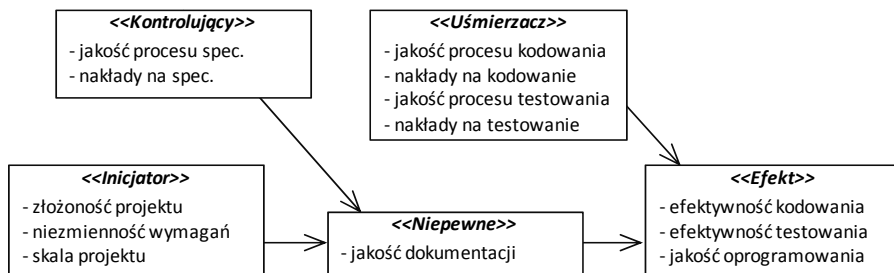 <<Kontrolujący>>
- jakość procesu spec.
- nakłady na spec.
<<Uśmierzacz>>
- jakość procesu kodowania
- nakłady na kodowanie
- jakość procesu testowania
- nakłady na testowanie
<<Inicjator>>
- złożoność projektu
- niezmienność wymagań
- skala projektu
<<Niepewne>>
- jakość dokumentacji
<<Efekt>>
- efektywność kodowania
- efektywność testowania
- jakość oprogramowania